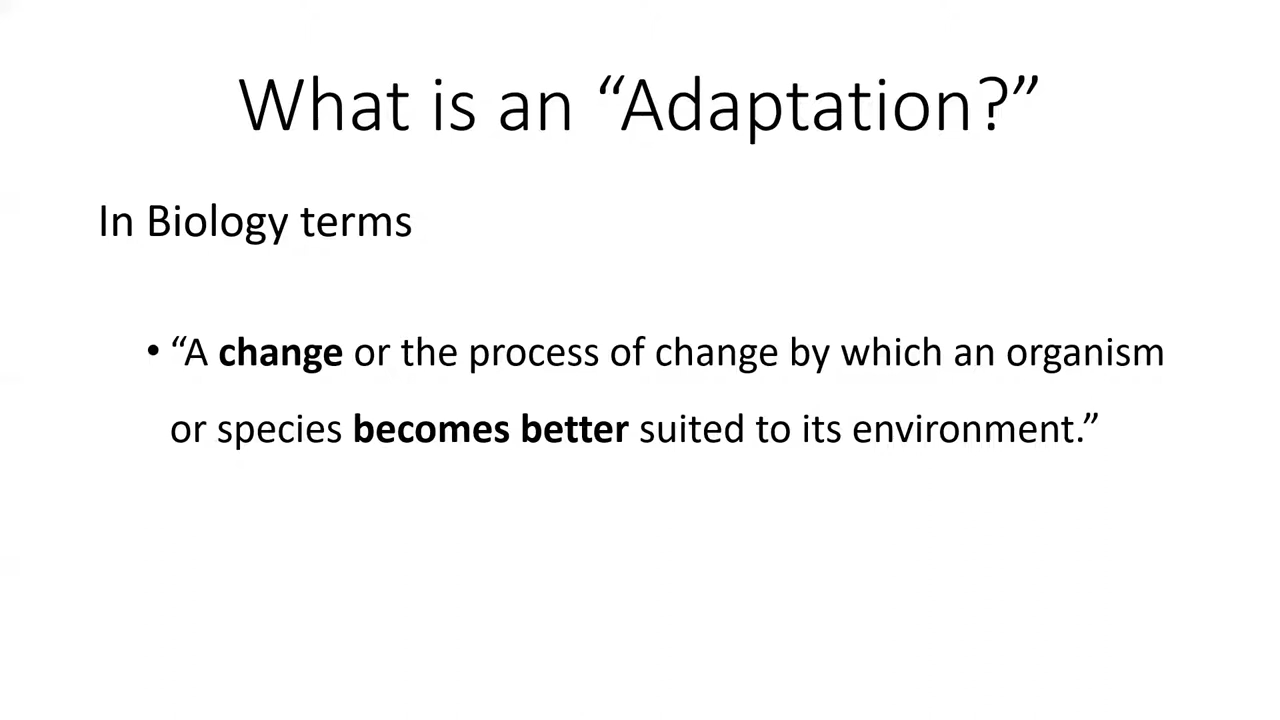 What is an “Adaptation?”
In Biology terms
• “A change or the process of change by which an organism
or species becomes better suited to its environment.”